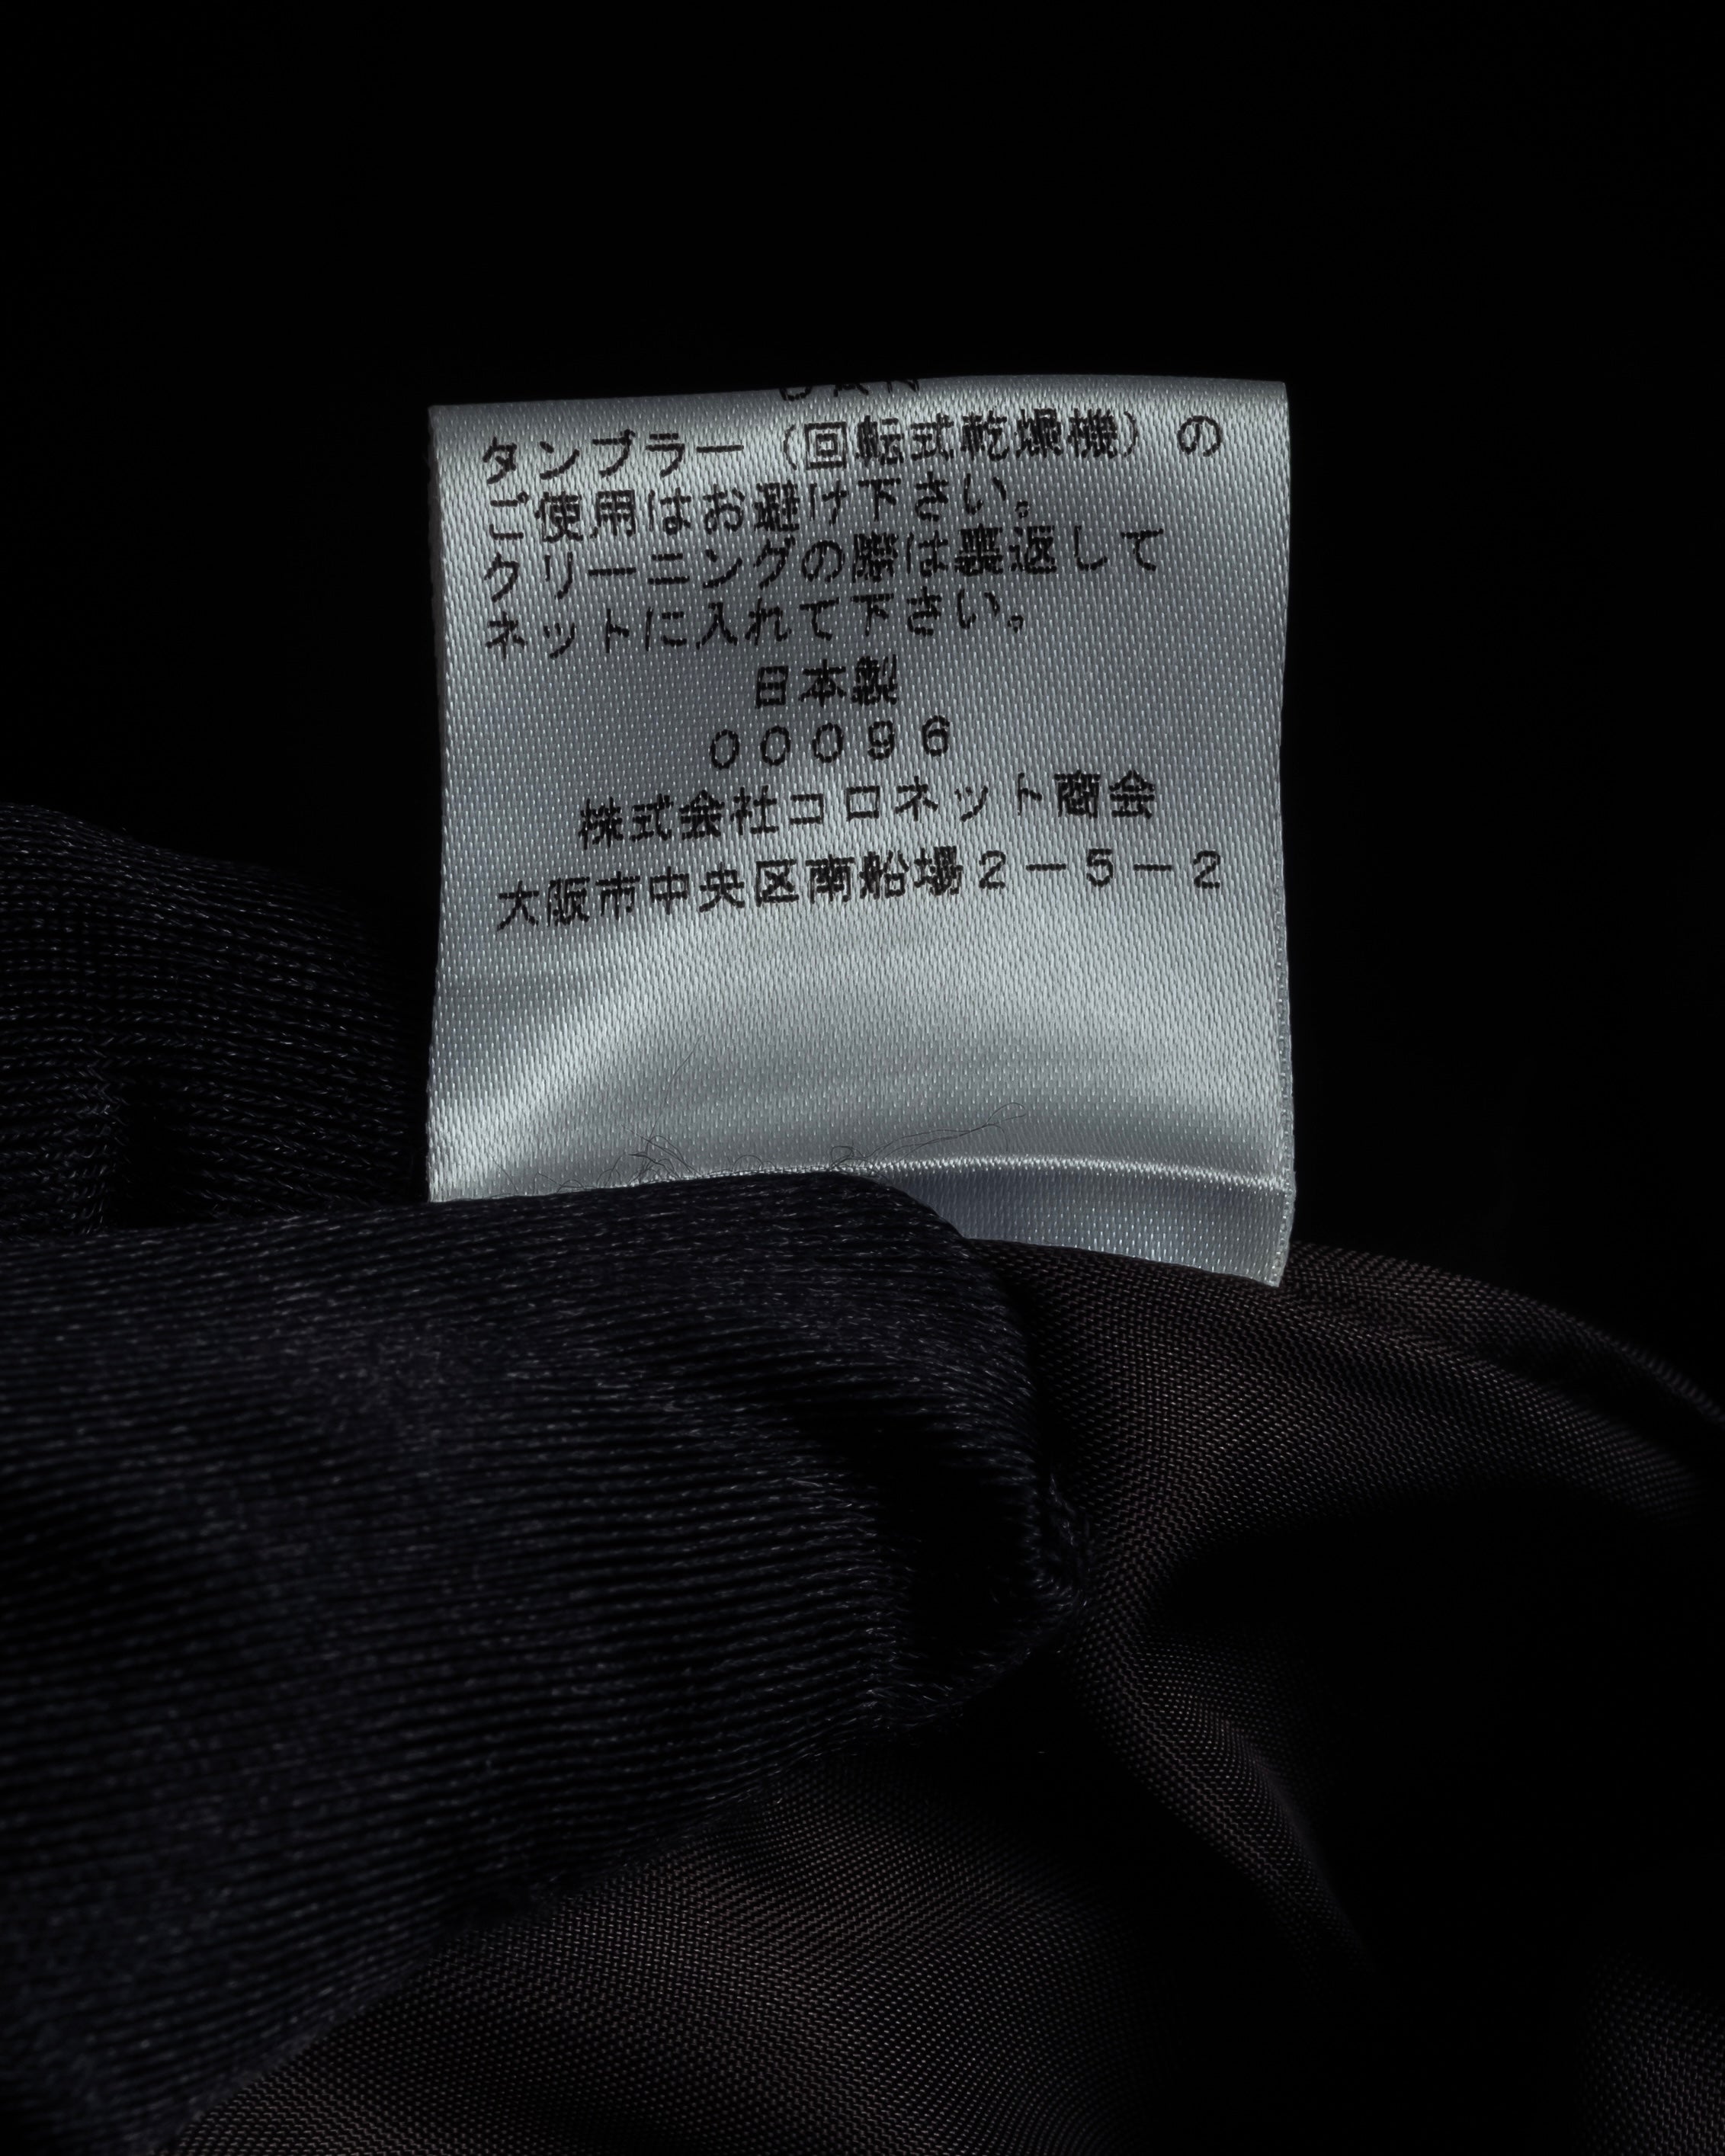 タンブラー（回転式乾燥機）の
ご使用はお避け下さい。
クリーニングの際は裏返して
ネットに入れて下さい。
日本製
00096
株式会社コロネット商会
大阪市中央区南船場2－5－2